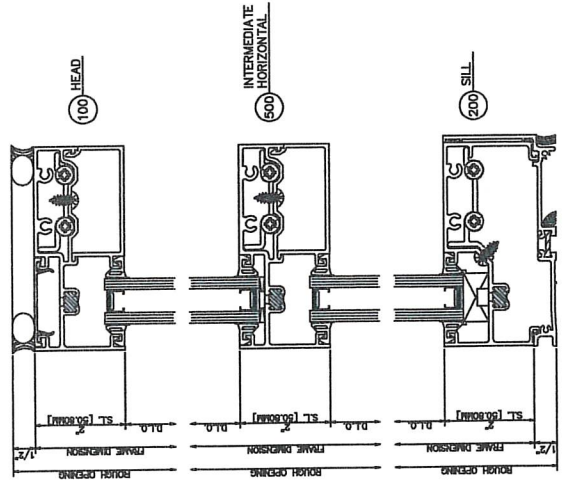 HEAD
100
INTERMEDIATE
HORIZONTAL
500
SILL
200
1/2"
2"
S.L. [50.80MM]
D.L.O.
FRAME DIMENSION
ROUGH OPENING
D.L.O.
2"
S.L. [50.80MM]
D.L.O.
FRAME DIMENSION
ROUGH OPENING
D.L.O.
2"
S.L. [50.80MM]
1/2"
FRAME DIMENSION
ROUGH OPENING